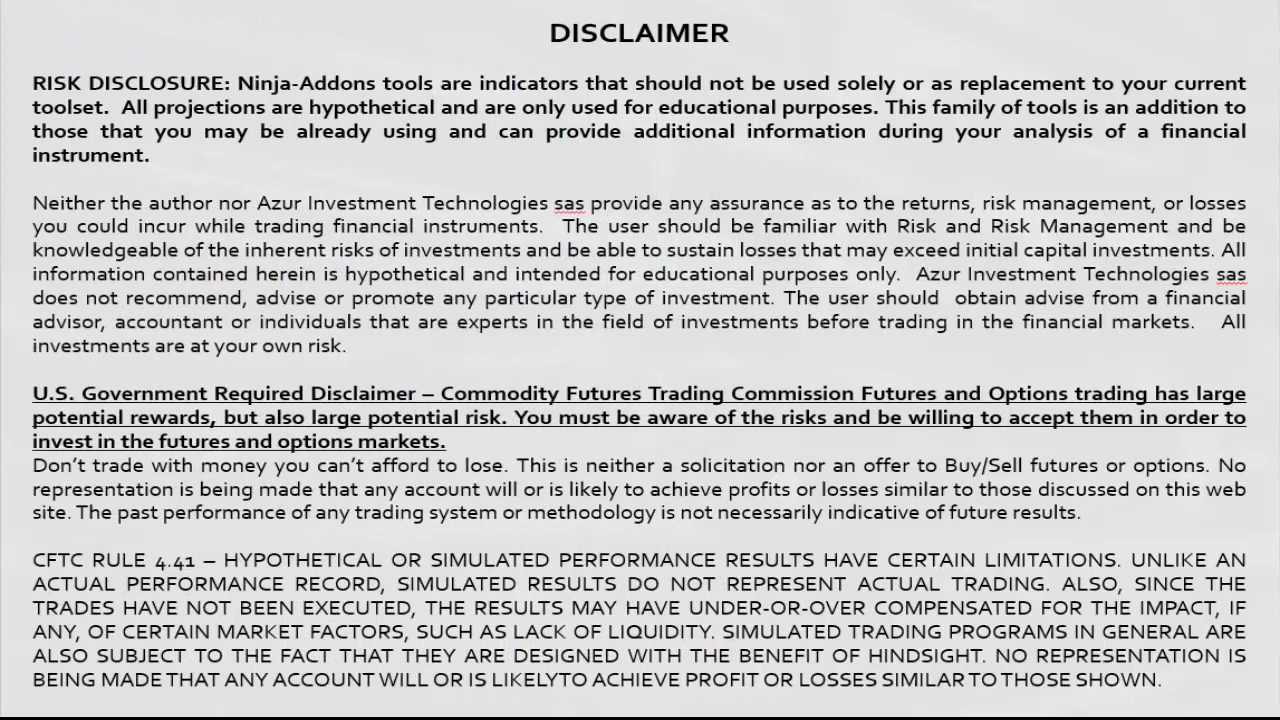 DISCLAIMER
RISK DISCLOSURE: Ninja-Addons tools are indicators that should not be used solely or as replacement to your current
toolset. All projections are hypothetical and are only used for educational purposes. This family of tools is an addition to
those that you may be already using and can provide additional information during your analysis of a financial
instrument.
Neither the author nor Azur Investment Technologies sas provide any assurance as to the returns, risk management, or losses
you could incur while trading financial instruments. The user should be familiar with Risk and Risk Management and be
knowledgeable of the inherent risks of investments and be able to sustain losses that may exceed initial capital investments. All
information contained herein is hypothetical and intended for educational purposes only. Azur Investment Technologies sas
does not recommend, advise or promote any particular type of investment. The user should obtain advise from a financial
advisor, accountant or individuals that are experts in the field of investments before trading in the financial markets. All
investments are at your own risk.
U.S. Government Required Disclaimer – Commodity Futures Trading Commission Futures and Options trading has large
potential rewards, but also large potential risk. You must be aware of the risks and be willing to accept them in order to
invest in the futures and options markets.
Don't trade with money you can't afford to lose. This is neither a solicitation nor an offer to Buy/Sell futures or options. No
representation is being made that any account will or is likely to achieve profits or losses similar to those discussed on this web
site. The past performance of any trading system or methodology is not necessarily indicative of future results.
CFTC RULE 4.41 – HYPOTHETICAL OR SIMULATED PERFORMANCE RESULTS HAVE CERTAIN LIMITATIONS. UNLIKE AN
ACTUAL PERFORMANCE RECORD, SIMULATED RESULTS DO NOT REPRESENT ACTUAL TRADING. ALSO, SINCE THE
TRADES HAVE NOT BEEN EXECUTED, THE RESULTS MAY HAVE UNDER-OR-OVER COMPENSATED FOR THE IMPACT, IF
ANY, OF CERTAIN MARKET FACTORS, SUCH AS LACK OF LIQUIDITY. SIMULATED TRADING PROGRAMS IN GENERAL ARE
ALSO SUBJECT TO THE FACT THAT THEY ARE DESIGNED WITH THE BENEFIT OF HINDSIGHT. NO REPRESENTATION IS
BEING MADE THAT ANY ACCOUNT WILL OR IS LIKELY TO ACHIEVE PROFIT OR LOSSES SIMILAR TO THOSE SHOWN.